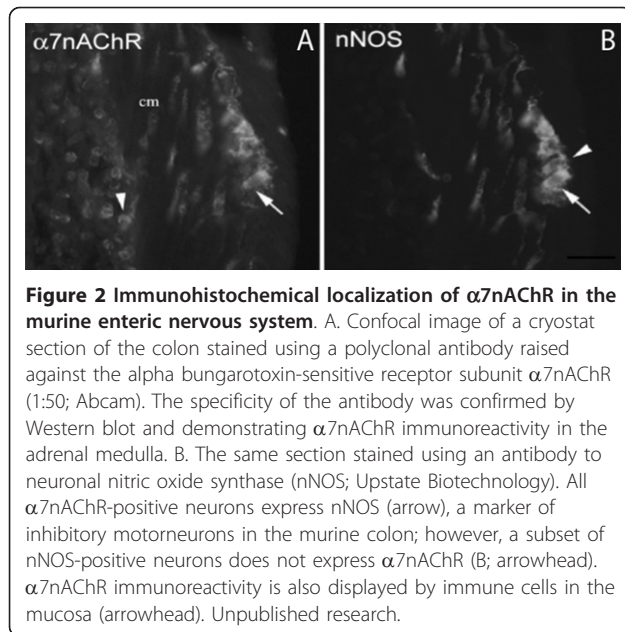 α7nAChR A nNOS B
cm
Figure 2 Immunohistochemical localization of α7nAChR in the
murine enteric nervous system. A. Confocal image of a cryostat
section of the colon stained using a polyclonal antibody raised
against the alpha bungarotoxin-sensitive receptor subunit α7nAChR
(1:50; Abcam). The specificity of the antibody was confirmed by
Western blot and demonstrating α7nAChR immunoreactivity in the
adrenal medulla. B. The same section stained using an antibody to
neuronal nitric oxide synthase (nNOS; Upstate Biotechnology). All
α7nAChR-positive neurons express nNOS (arrow), a marker of
inhibitory motorneurons in the murine colon; however, a subset of
nNOS-positive neurons does not express α7nAChR (B; arrowhead).
α7nAChR immunoreactivity is also displayed by immune cells in the
mucosa (arrowhead). Unpublished research.